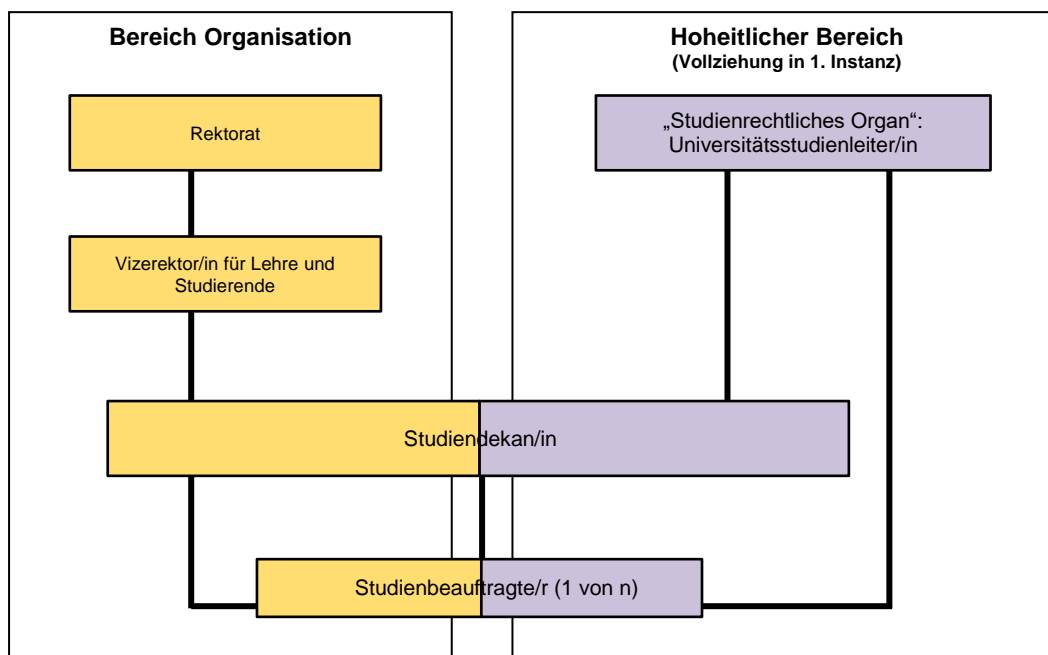 Bereich Organisation
Hoheitlicher Bereich
(Vollziehung in 1. Instanz)
Rektorat
„Studienrechtliches Organ“:
Universitätsstudienleiter/in
Vizerektor/in für Lehre und
Studierende
Studiendekan/in
Studienbeauftragte/r (1 von n)